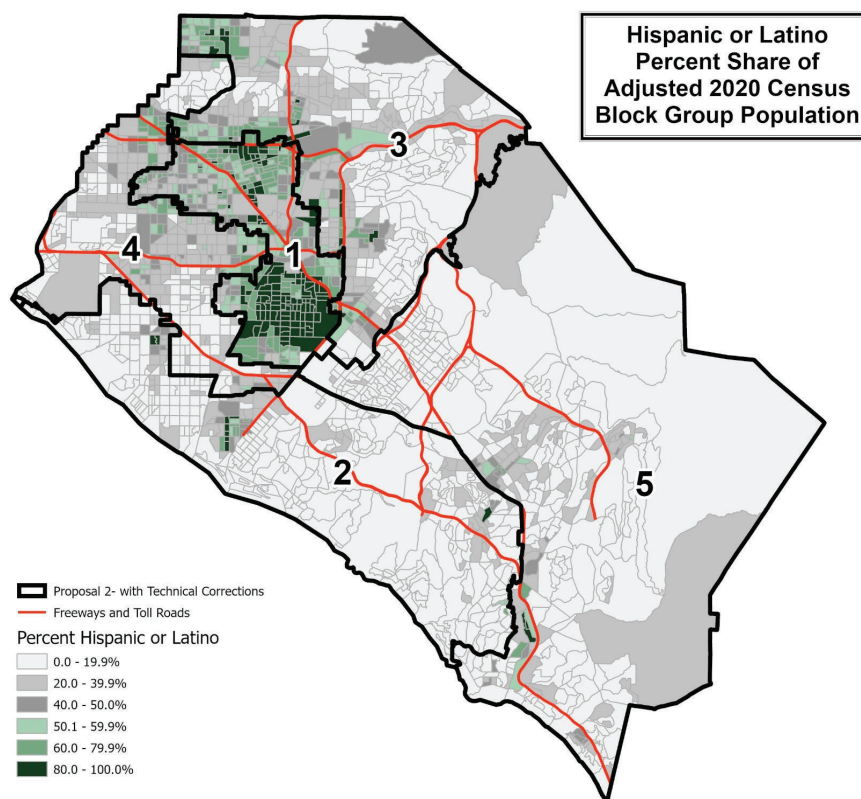 Hispanic or Latino
Percent Share of
Adjusted 2020 Census
Block Group Population
3
4
1
2
5
Proposal 2- with Technical Corrections
Freeways and Toll Roads
Percent Hispanic or Latino
0.0 - 19.9%
20.0 - 39.9%
40.0 - 50.0%
50.1 - 59.9%
60.0 - 79.9%
80.0 - 100.0%